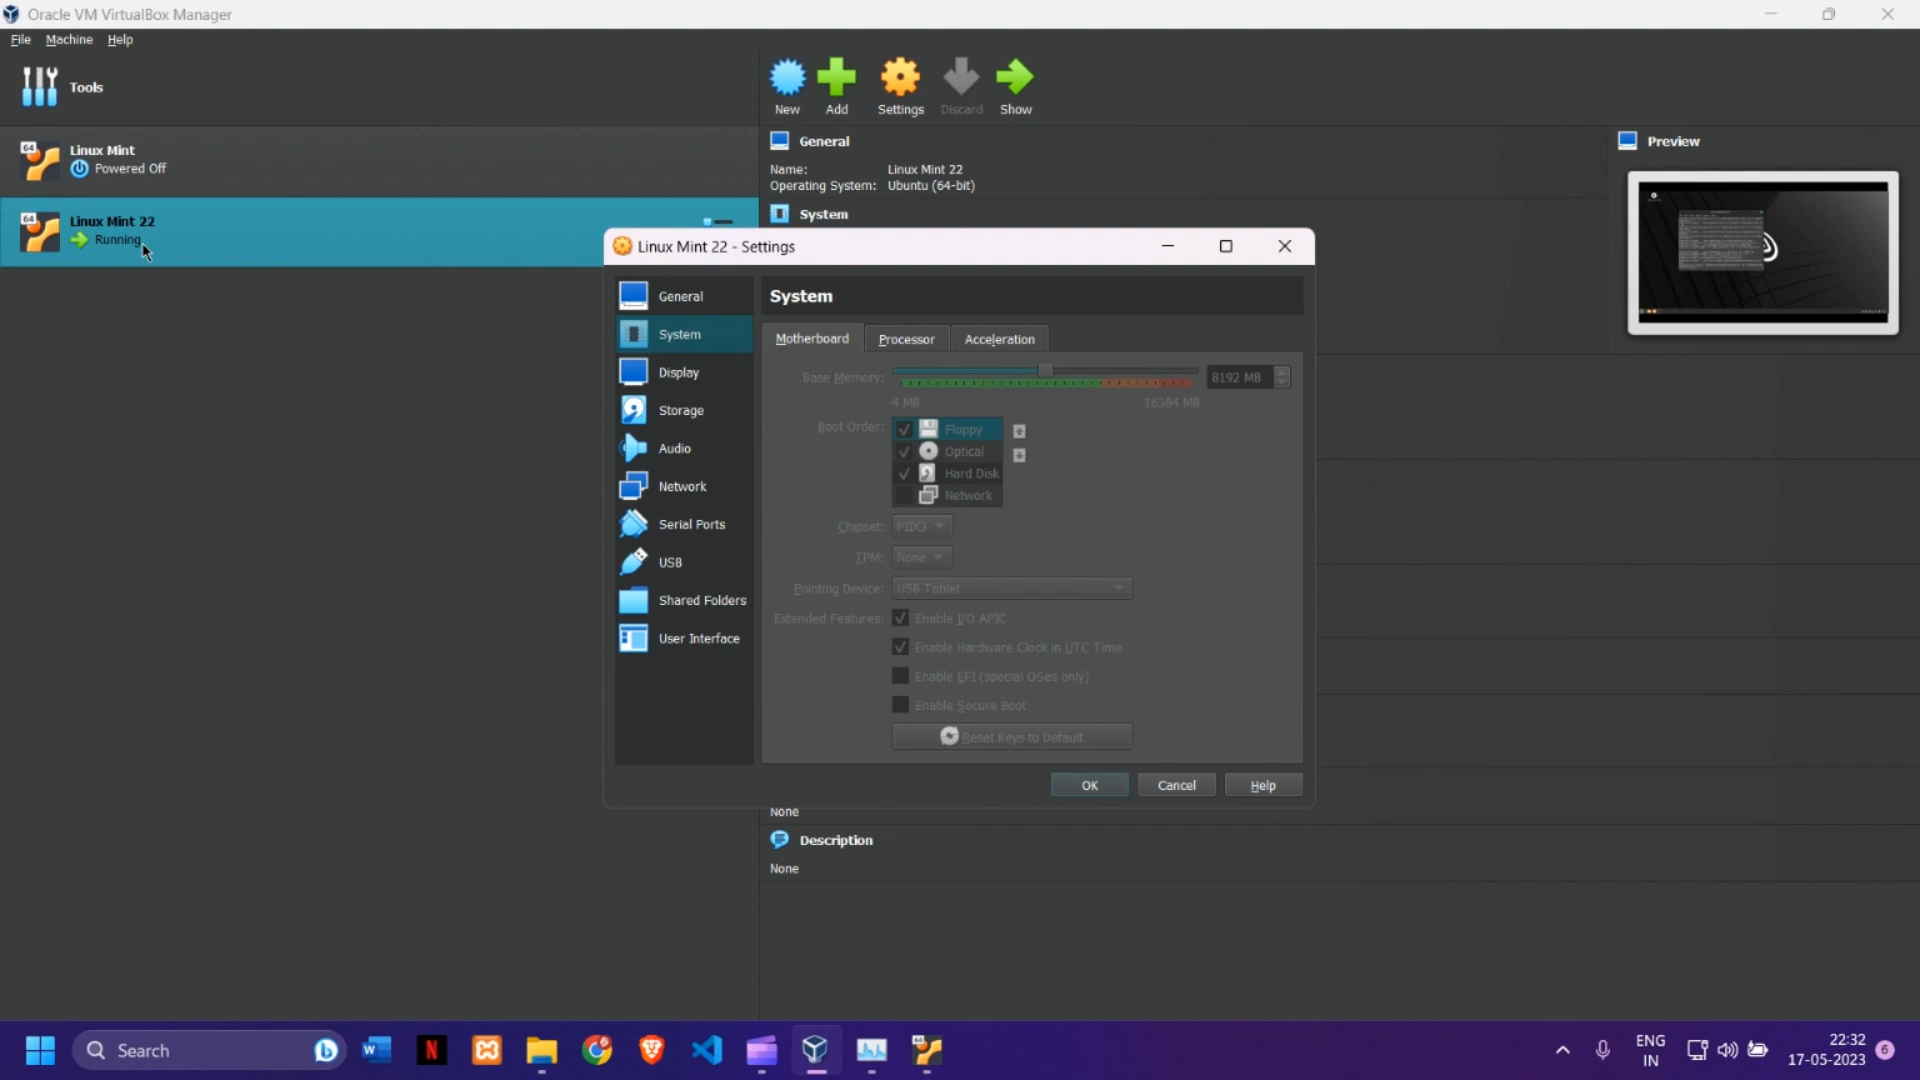 Oracle VM VirtualBox Manager
File Machine Help
Tools
New Add Settings Discard Show
64 Linux Mint
Powered Off
64 Linux Mint 22
Running
General
Name: Linux Mint 22
Operating System: Ubuntu (64-bit)
System
Preview
Linux Mint 22 - Settings
General
System
Display
Storage
Audio
Network
Serial Ports
USB
Shared Folders
User Interface
System
Motherboard Processor Acceleration
Base Memory: 8192 MB
4 MB 16384 MB
Boot Order: Floppy
Optical
Hard Disk
Network
Chipset: PIIX3
TPM: None
Pointing Device: USB Tablet
Extended Features: Enable I/O APIC
Enable Hardware Clock in UTC Time
Enable EFI (special OSes only)
Enable Secure Boot
Reset Keys to Default
OK Cancel Help
None
Description
None
Search
ENG
IN
22:32
17-05-2023
6